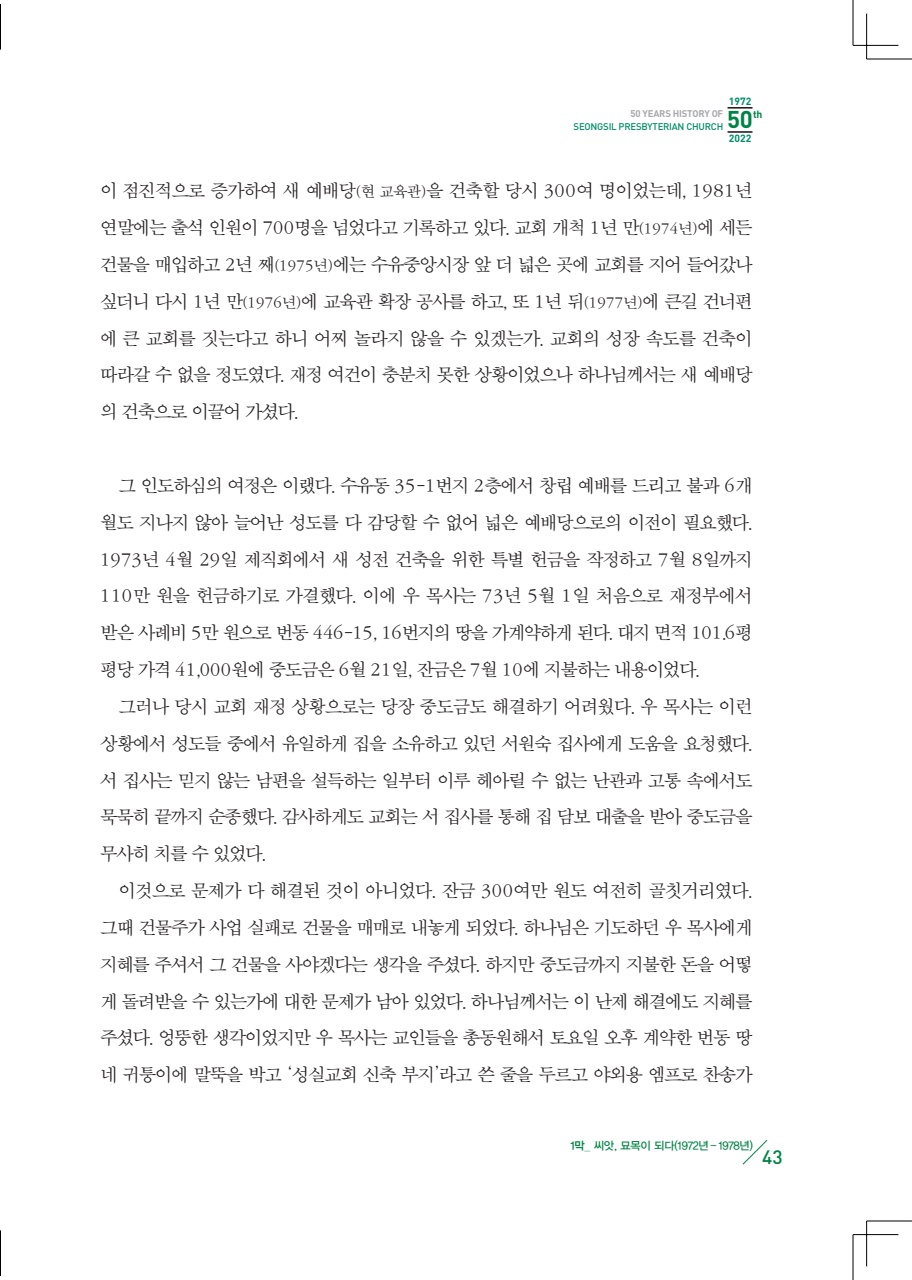 1972
50 YEARS HISTORY OF
SEONGSIL PRESBYTERIAN CHURCH
50th
2022
이 점진적으로 증가하여 새 예배당(현 교육관)을 건축할 당시 300여 명이었는데, 1981년
연말에는 출석 인원이 700명을 넘었다고 기록하고 있다. 교회 개척 1년 만(1974년)에 세든
건물을 매입하고 2년 째(1975년)에는 수유중앙시장 앞 더 넓은 곳에 교회를 지어 들어갔나
싶더니 다시 1년 만(1976년)에 교육관 확장 공사를 하고, 또 1년 뒤(1977년)에 큰길 건너편
에 큰 교회를 짓는다고 하니 어찌 놀라지 않을 수 있겠는가. 교회의 성장 속도를 건축이
따라갈 수 없을 정도였다. 재정 여건이 충분치 못한 상황이었으나 하나님께서는 새 예배당
의 건축으로 이끌어 가셨다.
그 인도하심의 여정은 이랬다. 수유동 35-1번지 2층에서 창립 예배를 드리고 불과 6개
월도 지나지 않아 늘어난 성도를 다 감당할 수 없어 넓은 예배당으로의 이전이 필요했다.
1973년 4월 29일 제직회에서 새 성전 건축을 위한 특별 헌금을 작정하고 7월 8일까지
110만 원을 헌금하기로 가결했다. 이에 우 목사는 73년 5월 1일 처음으로 재정부에서
받은 사례비 5만 원으로 번동 446-15, 16번지의 땅을 가계약하게 된다. 대지 면적 101.6평
평당 가격 41,000원에 중도금은 6월 21일, 잔금은 7월 10에 지불하는 내용이었다.
그러나 당시 교회 재정 상황으로는 당장 중도금도 해결하기 어려웠다. 우 목사는 이런
상황에서 성도들 중에서 유일하게 집을 소유하고 있던 서원숙 집사에게 도움을 요청했다.
서 집사는 믿지 않는 남편을 설득하는 일부터 이루 헤아릴 수 없는 난관과 고통 속에서도
묵묵히 끝까지 순종했다. 감사하게도 교회는 서 집사를 통해 집 담보 대출을 받아 중도금을
무사히 치를 수 있었다.
이것으로 문제가 다 해결된 것이 아니었다. 잔금 300여만 원도 여전히 골칫거리였다.
그때 건물주가 사업 실패로 건물을 매매로 내놓게 되었다. 하나님은 기도하던 우 목사에게
지혜를 주셔서 그 건물을 사야겠다는 생각을 주셨다. 하지만 중도금까지 지불한 돈을 어떻
게 돌려받을 수 있는가에 대한 문제가 남아 있었다. 하나님께서는 이 난제 해결에도 지혜를
주셨다. 엉뚱한 생각이었지만 우 목사는 교인들을 총동원해서 토요일 오후 계약한 번동 땅
네 귀퉁이에 말뚝을 박고 ‘성실교회 신축 부지’라고 쓴 줄을 두르고 야외용 엠프로 찬송가
1막_ 씨앗, 묘목이 되다(1972년 – 1978년)
43